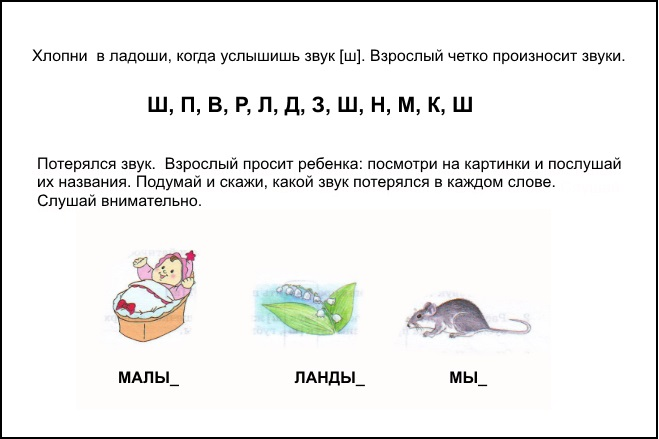 Хлопни в ладоши, когда услышишь звук [ш]. Взрослый четко произносит звуки.
Ш, П, В, Р, Л, Д, З, Ш, Н, М, К, Ш
Потерялся звук. Взрослый просит ребенка: посмотри на картинки и послушай
их названия. Подумай и скажи, какой звук потерялся в каждом слове.
Слушай внимательно.
МАЛЫ_ ЛАНДЫ_ МЫ_